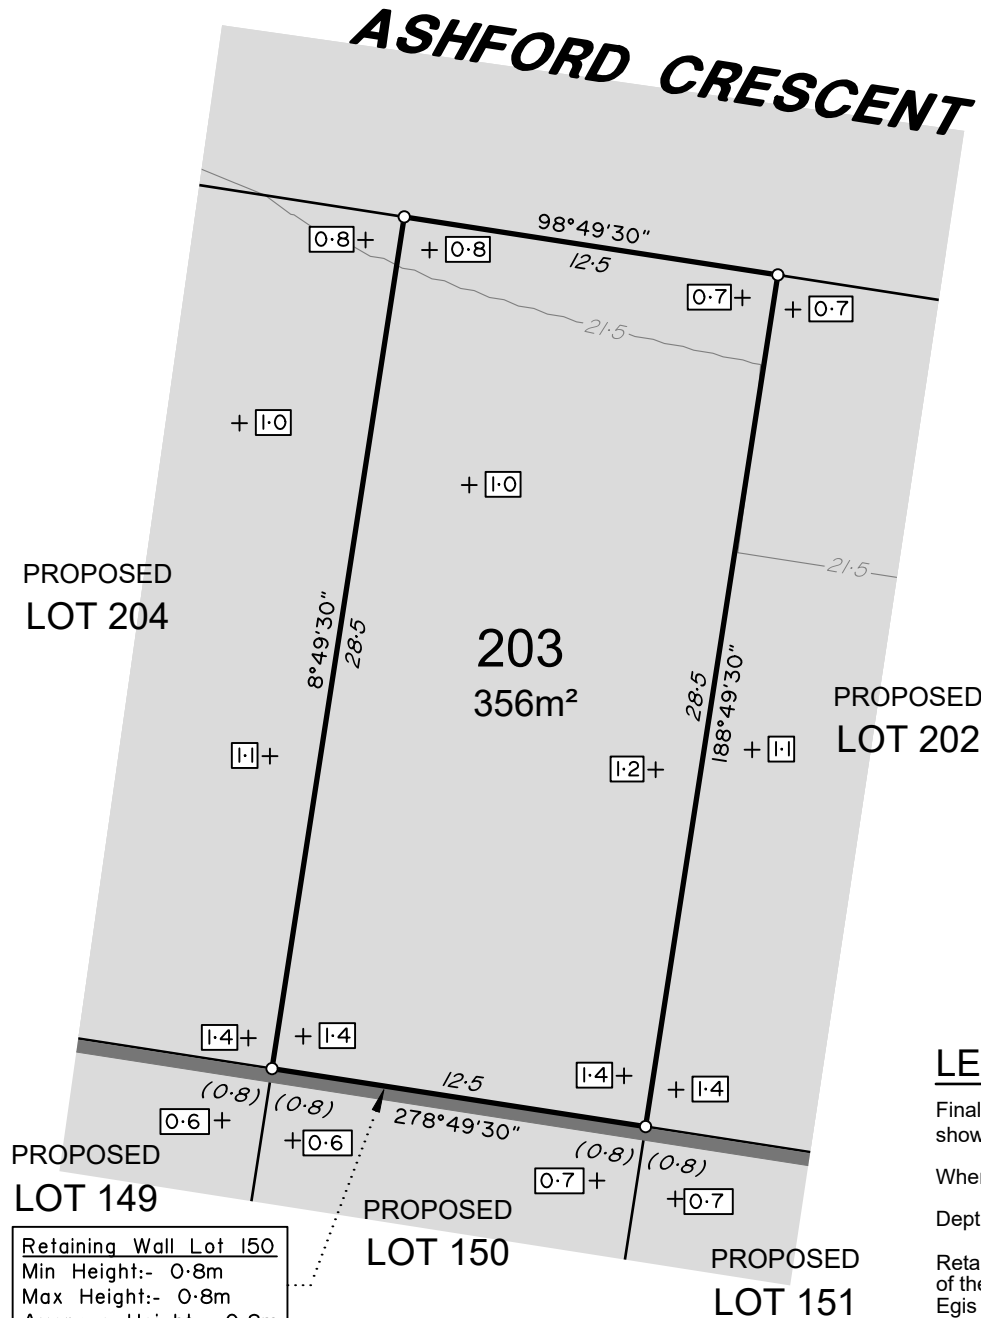 ASHFORD CRESCENT
98°49'30"
12·5
0·8
0·8
0·7
0·7
21·5
1·0
1·0
21·5
PROPOSED
LOT 204
8°49'30"
28·5
203
356m²
28·5
188°49'30"
PROPOSED
LOT 202
1·1
1·2
1·1
1·4
1·4
12·5
1·4
1·4
(0·8)
(0·8)
278°49'30"
(0·8)
(0·8)
0·6
0·6
0·7
0·7
PROPOSED
LOT 149
PROPOSED
LOT 150
PROPOSED
LOT 151
Retaining Wall Lot 150
Min Height:- 0·8m
Max Height:- 0·8m
Final
show
of the
Egis